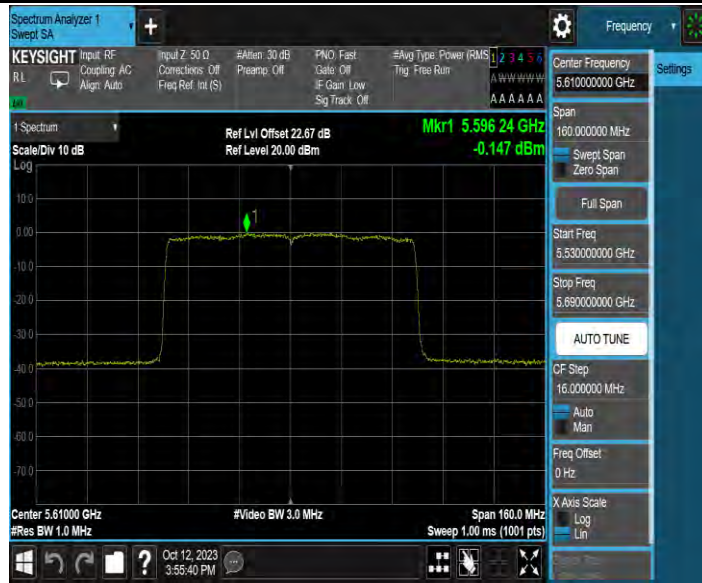 Spectrum Analyzer 1
Swept SA
Frequency
KEYSIGHT
RL
Input: RF
Coupling: AC
Align: Auto
Input Z: 50 Ω
Corrections: Off
Freq Ref: Int (S)
#Atten: 30 dB
Preamp: Off
PNO: Fast
Gate: Off
IF Gain: Low
Sig Track: Off
#Avg Type: Power (RMS
Trig: Free Run
1 2 3 4 5 6
A W W W W W
A A A A A A
1 Spectrum
Scale/Div 10 dB
Log
Ref Lvl Offset 22.67 dB
Ref Level 20.00 dBm
Mkr1 5.596 24 GHz
-0.147 dBm
10.0
0.00
-10.0
-20.0
-30.0
-40.0
-50.0
-60.0
-70.0
1
Center 5.61000 GHz
#Res BW 1.0 MHz
#Video BW 3.0 MHz
Span 160.0 MHz
Sweep 1.00 ms (1001 pts)
Oct 12, 2023
3:55:40 PM
Center Frequency
5.610000000 GHz
Settings
Span
160.000000 MHz
Swept Span
Zero Span
Full Span
Start Freq
5.530000000 GHz
Stop Freq
5.690000000 GHz
AUTO TUNE
CF Step
16.000000 MHz
Auto
Man
Freq Offset
0 Hz
X Axis Scale
Log
Lin